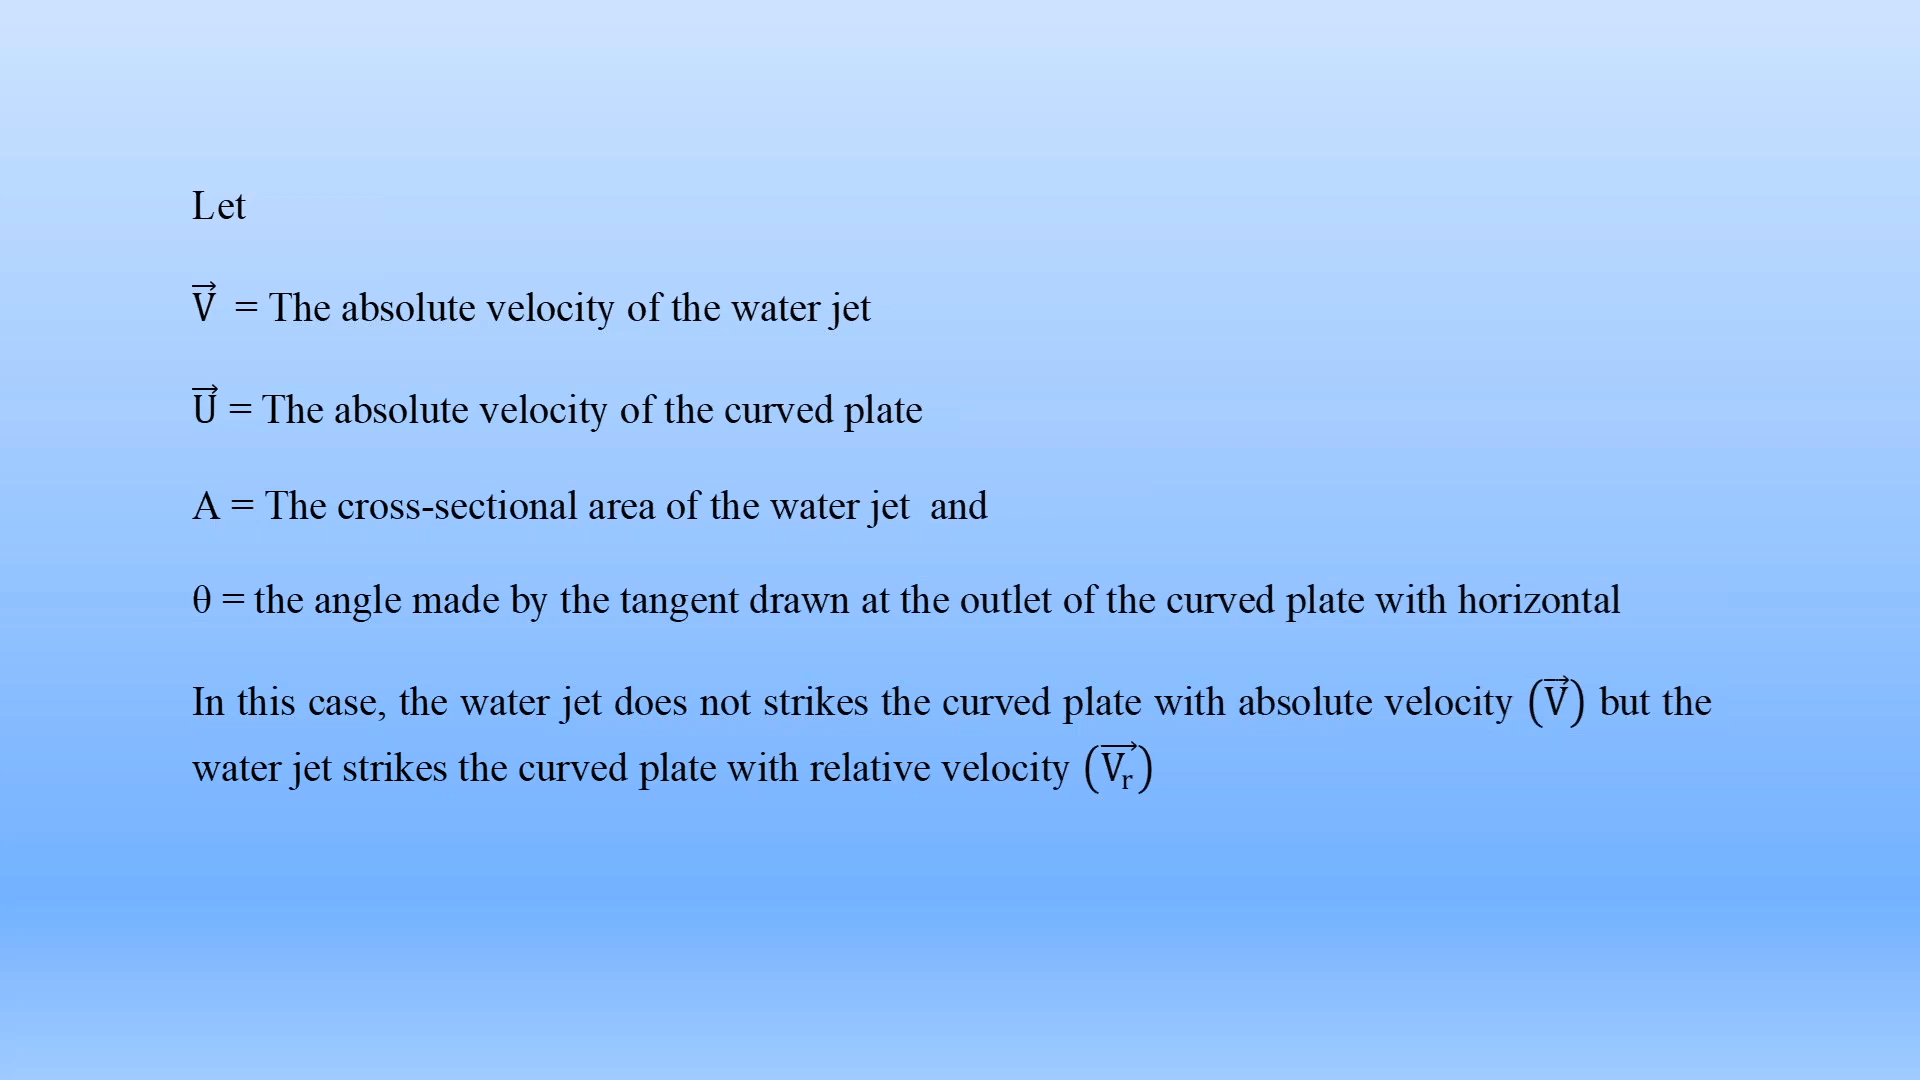 Let
V⃗ = The absolute velocity of the water jet
U⃗ = The absolute velocity of the curved plate
A = The cross-sectional area of the water jet and
θ = the angle made by the tangent drawn at the outlet of the curved plate with horizontal
In this case, the water jet does not strikes the curved plate with absolute velocity (V⃗) but the
water jet strikes the curved plate with relative velocity (V⃗ᵣ)